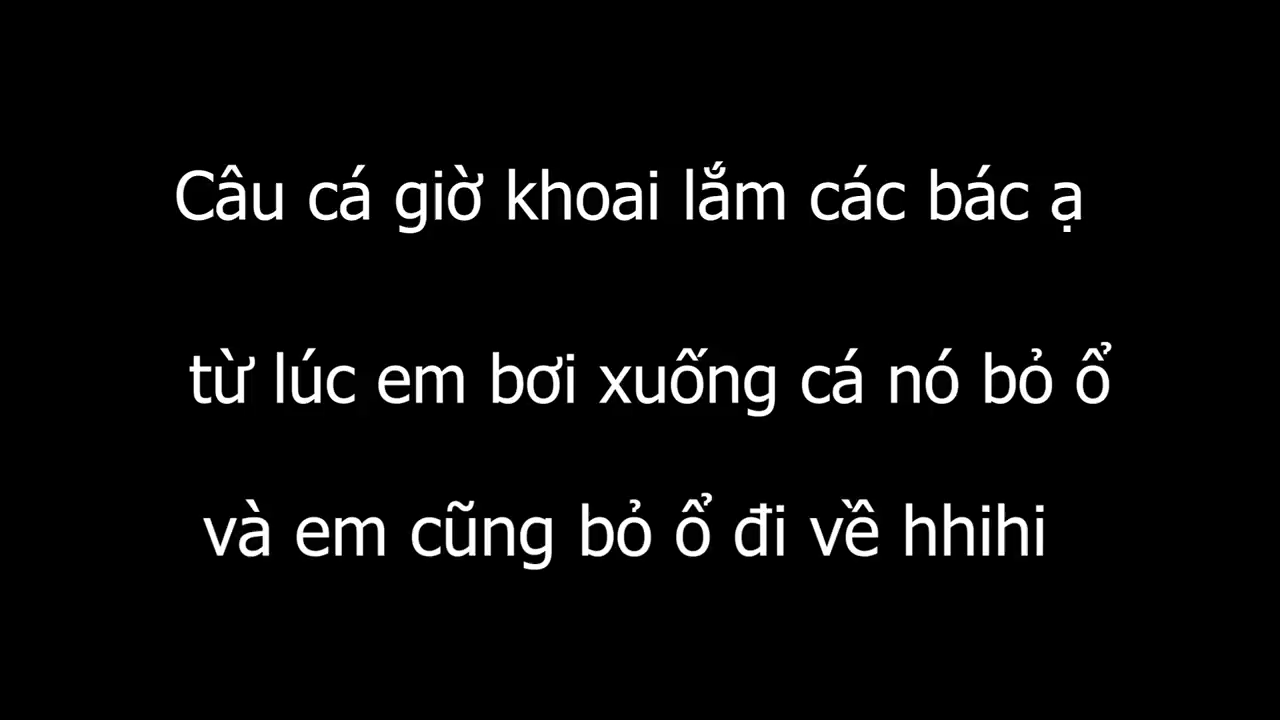 Câu cá giờ khoai lắm các bác ạ
từ lúc em bơi xuống cá nó bỏ ổ
và em cũng bỏ ổ đi về hhihi